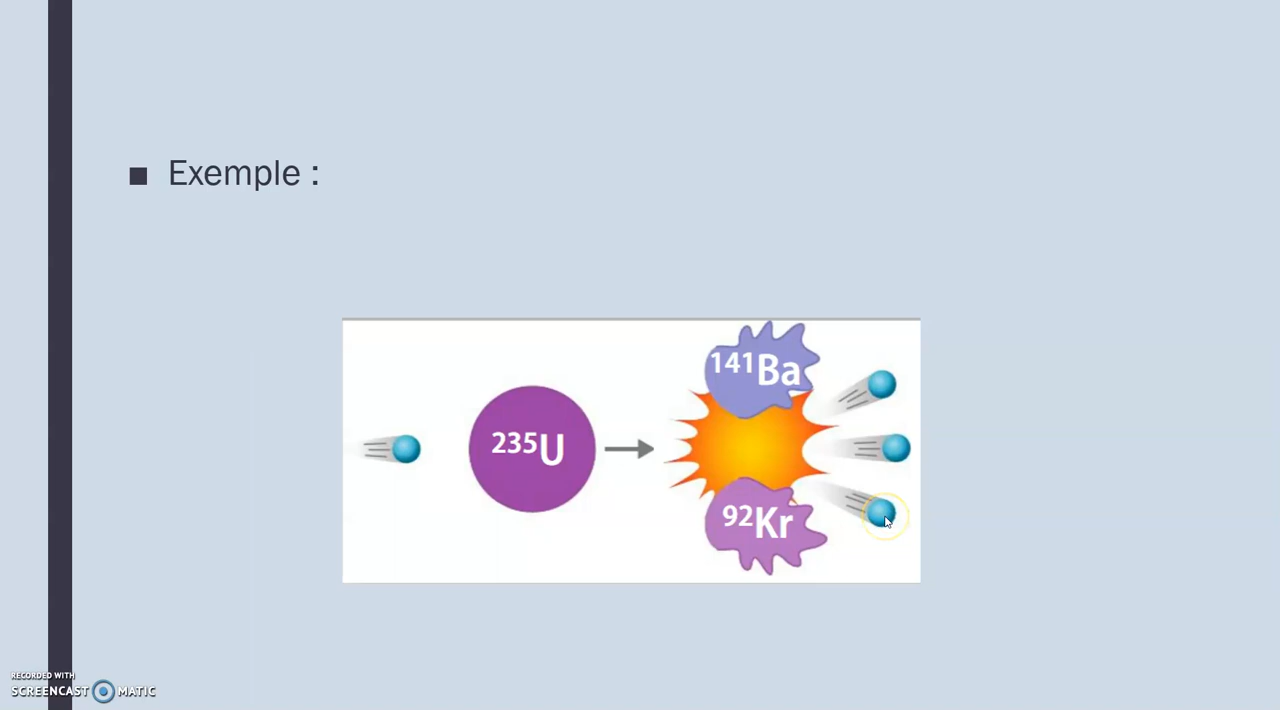 Exemple :
141Ba
235U
92Kr
RECORDED WITH
SCREENCAST MATIC